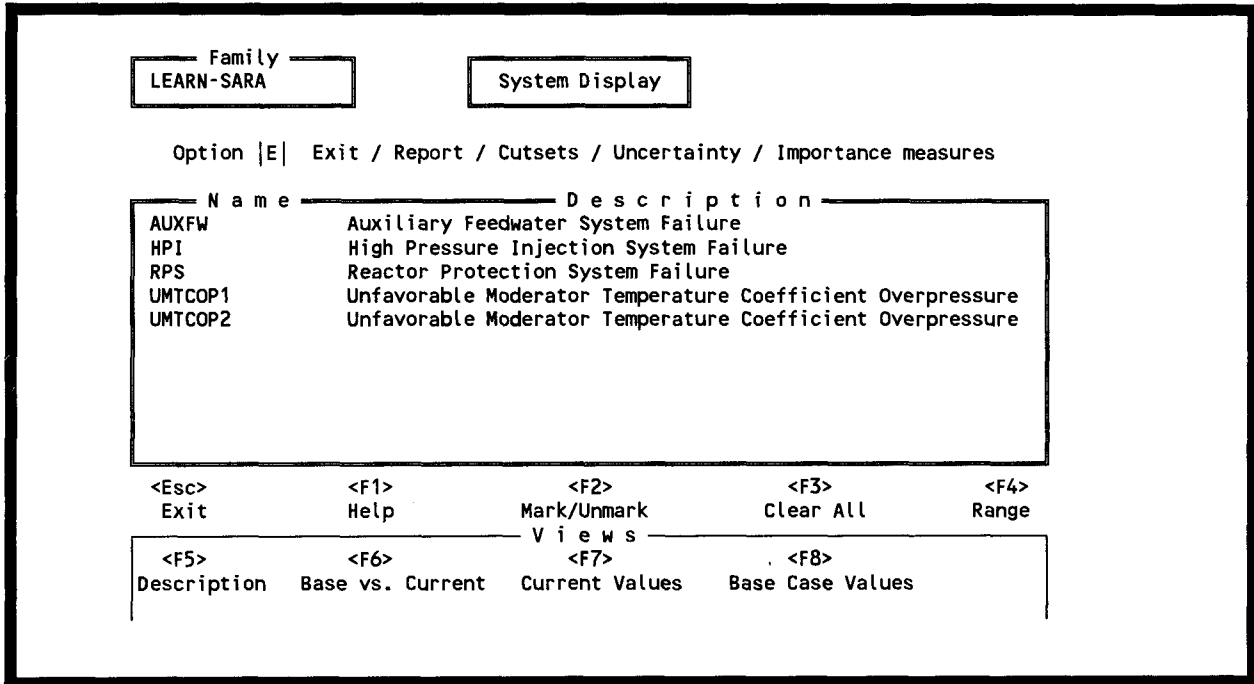 Family
LEARN-SARA
System Display
Option |E| Exit / Report / Cutsets / Uncertainty / Importance measures
N a m e D e s c r i p t i o n
AUXFW Auxiliary Feedwater System Failure
HPI High Pressure Injection System Failure
RPS Reactor Protection System Failure
UMTCOP1 Unfavorable Moderator Temperature Coefficient Overpressure
UMTCOP2 Unfavorable Moderator Temperature Coefficient Overpressure
<Esc> <F1> <F2> <F3> <F4>
Exit Help Mark/Unmark Clear All Range
V i e w s
<F5> <F6> <F7> <F8>
Description Base vs. Current Current Values Base Case Values